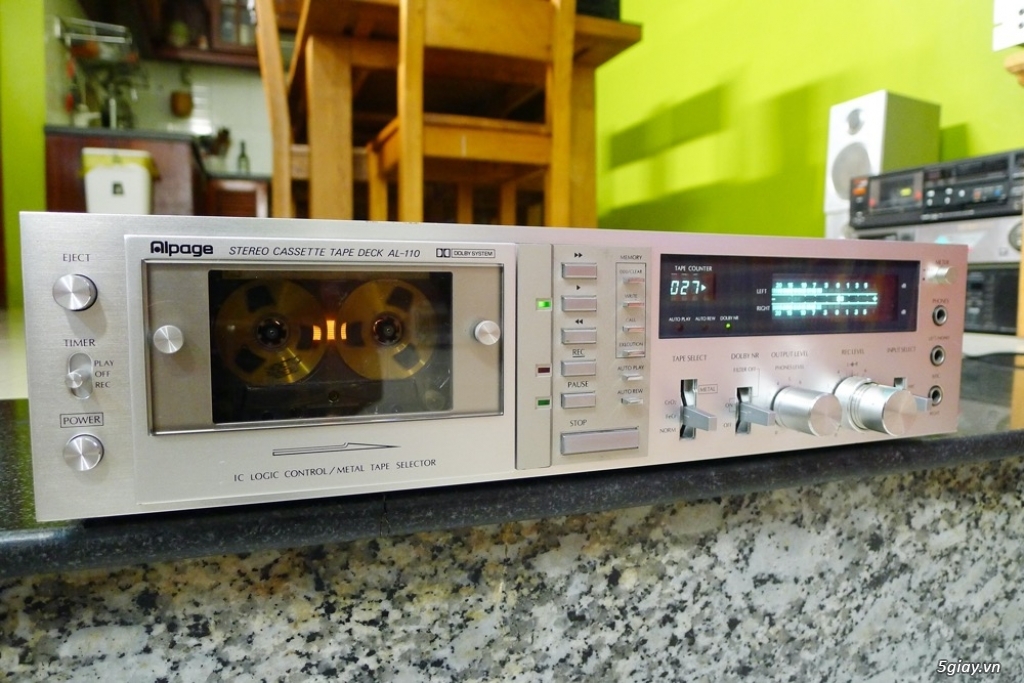 Alpage STEREO CASSETTE TAPE DECK AL-110 DOLBY SYSTEM
EJECT
TIMER
PLAY
OFF
REC
POWER
IC LOGIC CONTROL/METAL TAPE SELECTOR
MEMORY
REC
PAUSE
STOP
EXECUTION
AUTO PLAY
AUTO REW
TAPE COUNTER
027
LEFT
RIGHT
AUTO PLAY AUTO REW DOLBY NR
TAPE SELECT
METAL
NORM
DOLBY NR
OUTPUT LEVEL
REC LEVEL
INPUT SELECT
PHONES
5giay.vn